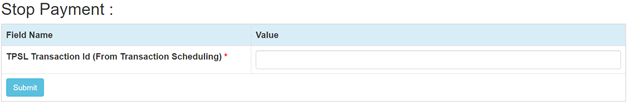 Stop Payment :
Field Name Value
TPSL Transaction Id (From Transaction Scheduling) *
Submit